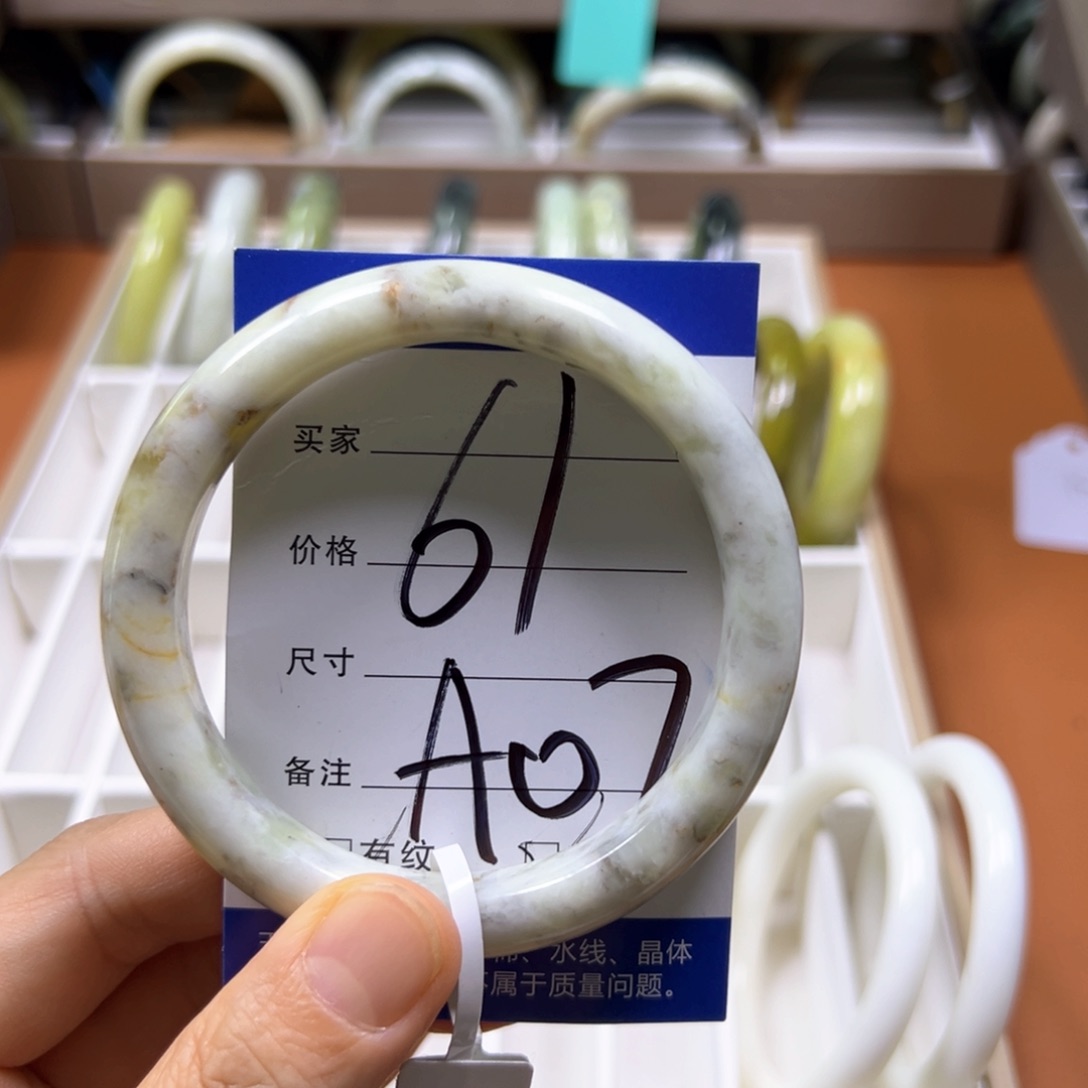 61
买家
价格
尺寸
A07
备注
有纹
、水线、晶体
属于质量问题。